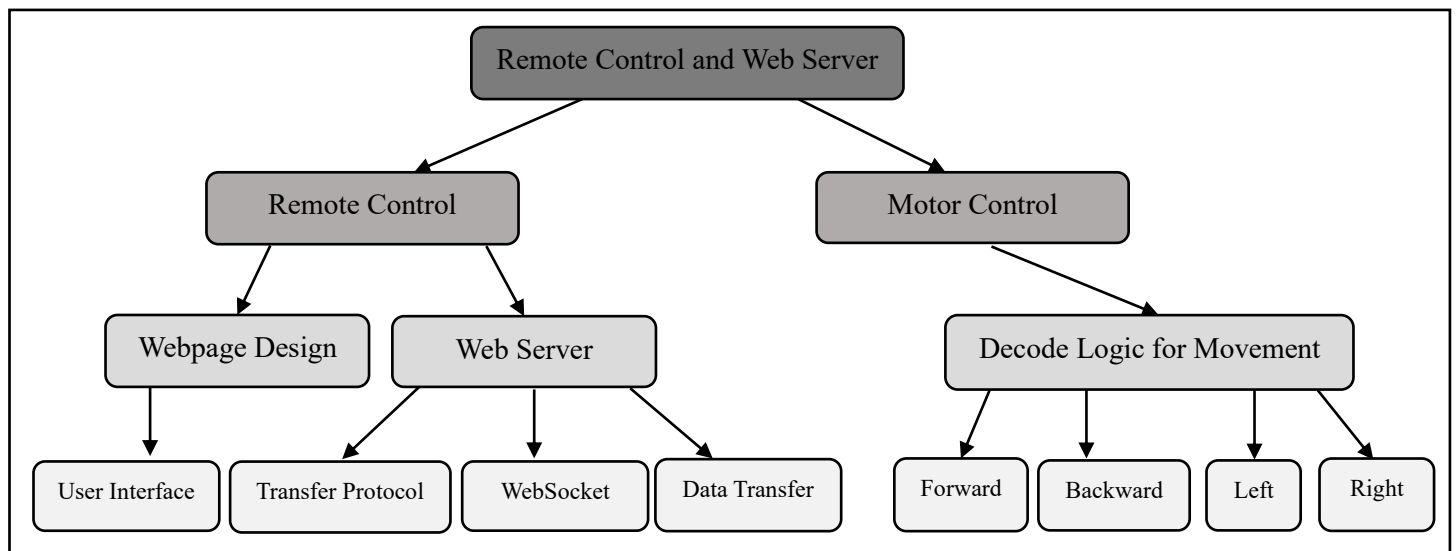 Remote Control and Web Server
Remote Control
Motor Control
Webpage Design
Web Server
Decode Logic for Movement
User Interface
Transfer Protocol
WebSocket
Data Transfer
Forward
Backward
Left
Right